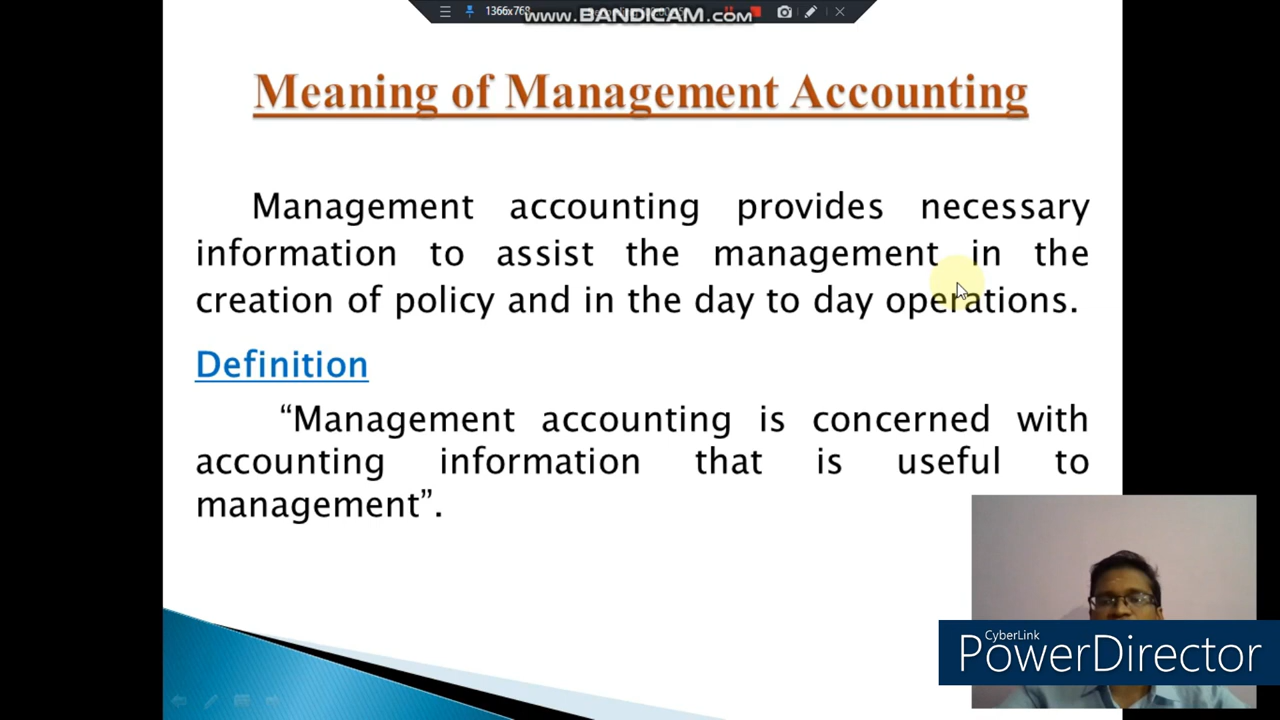 1366x768
www.BANDICAM.com
Meaning of Management Accounting
Management accounting provides necessary
information to assist the management in the
creation of policy and in the day to day operations.
Definition
“Management accounting is concerned with
accounting information that is useful to
management”.
CyberLink
PowerDirector